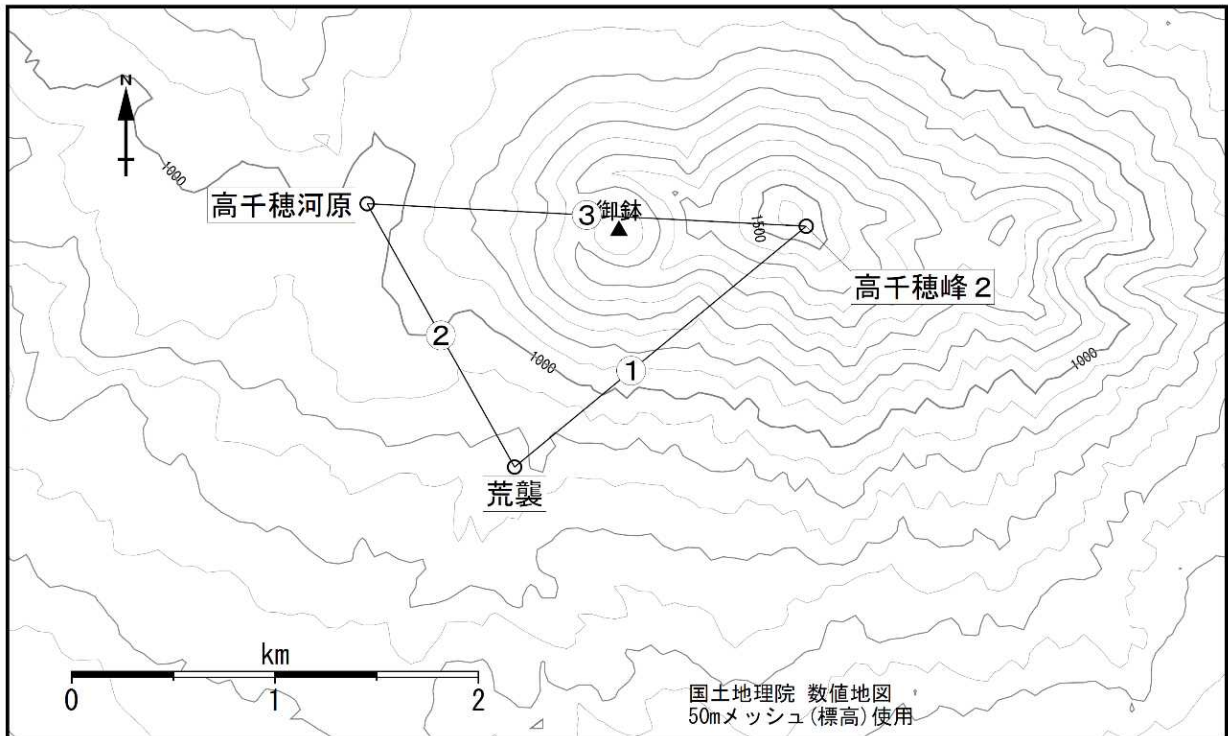 N
1000
高千穂河原
③
御鉢
1500
高千穂峰2
②
①
1000
1000
荒襲
km
0 1 2
国土地理院 数値地図
50mメッシュ(標高)使用